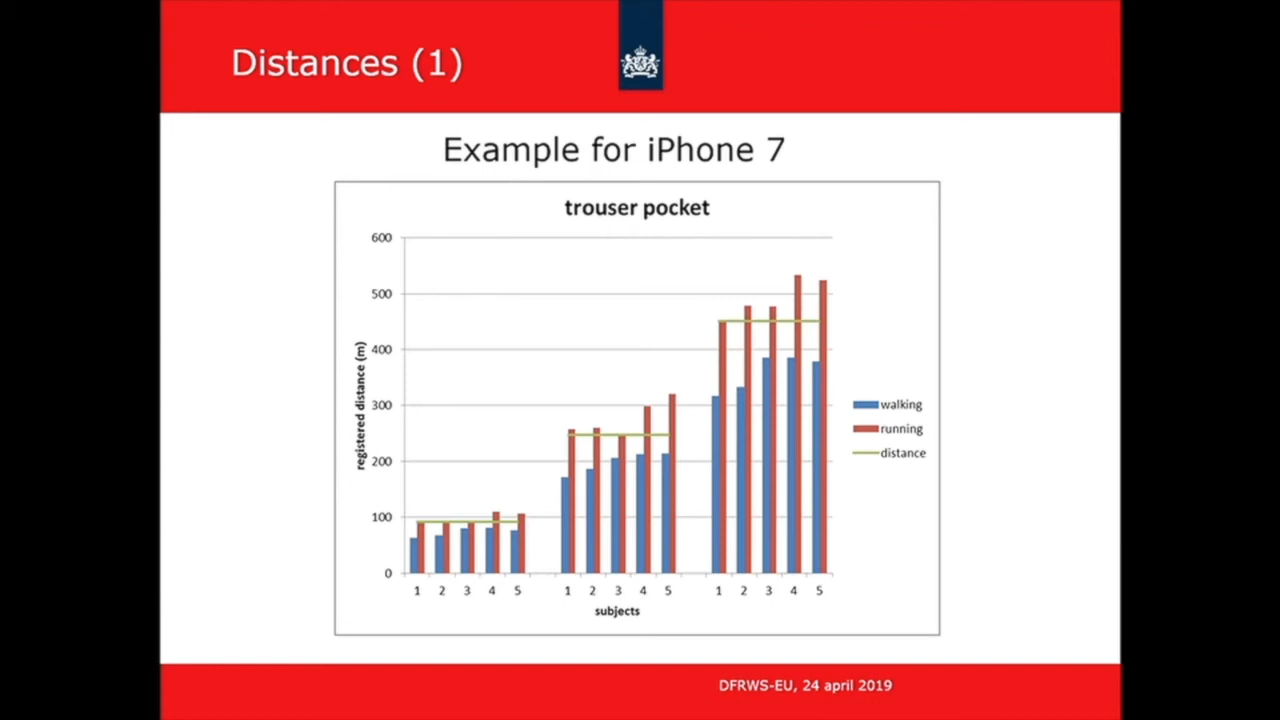 Distances (1)
Example for iPhone 7
trouser pocket
600
500
400
300
200
100
0
registered distance (m)
1 2 3 4 5 1 2 3 4 5 1 2 3 4 5
subjects
walking
running
distance
DFRWS-EU, 24 april 2019